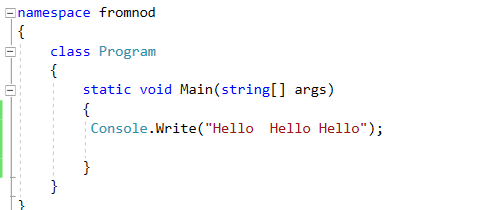 namespace fromnod
{
class Program
{
static void Main(string[] args)
{
Console.Write("Hello  Hello Hello");
}
}
}